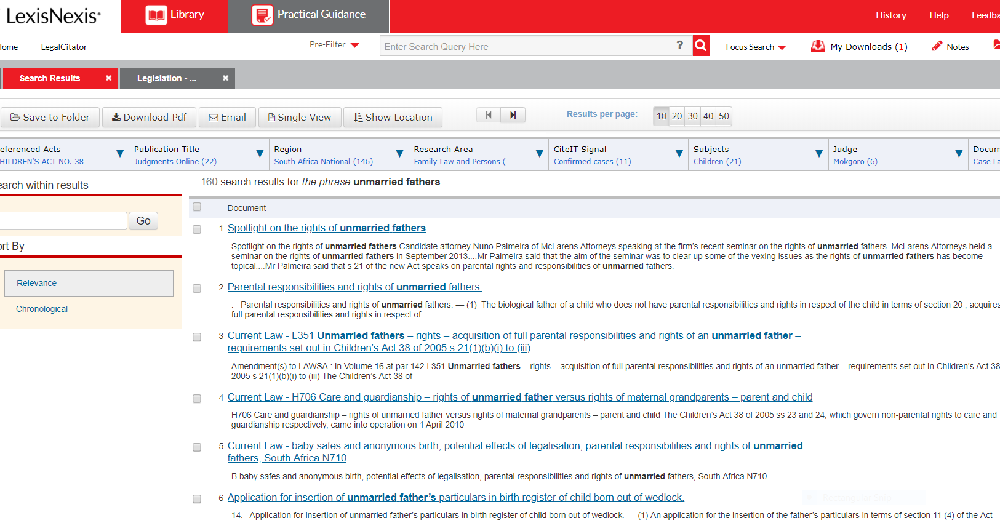 LexisNexis®
Library
Practical Guidance
History
Help
Feedba
Home
LegalCitator
Pre-Filter
Enter Search Query Here
?
Focus Search
My Downloads (1)
Notes
Search Results
Legislation - ...
Save to Folder
Download Pdf
Email
Single View
Show Location
Results per page:
10 20 30 40 50
eferenced Acts
HILDREN'S ACT NO. 38 ...
Publication Title
Judgments Online (22)
Region
South Africa National (146)
Research Area
Family Law and Persons (...
CiteIT Signal
Confirmed cases (11)
Subjects
Children (21)
Judge
Mokgoro (6)
Docum
Case La
earch within results
Go
ort By
Relevance
Chronological
160 search results for the phrase unmarried fathers
Document
1 Spotlight on the rights of unmarried fathers
Spotlight on the rights of unmarried fathers Candidate attorney Nuno Palmeira of McLarens Attorneys speaking at the firm's recent seminar on the rights of unmarried fathers. McLarens Attorneys held a
seminar on the rights of unmarried fathers in September 2013....Mr Palmeira said that the aim of the seminar was to clear up some of the vexing issues as the rights of unmarried fathers has become
topical....Mr Palmeira said that s 21 of the new Act speaks on parental rights and responsibilities of unmarried fathers.
2 Parental responsibilities and rights of unmarried fathers.
. Parental responsibilities and rights of unmarried fathers. — (1) The biological father of a child who does not have parental responsibilities and rights in respect of the child in terms of section 20 , acquires
full parental responsibilities and rights in respect of
3 Current Law - L351 Unmarried fathers – rights – acquisition of full parental responsibilities and rights of an unmarried father –
requirements set out in Children's Act 38 of 2005 s 21(1)(b)(i) to (iii)
Amendment(s) to LAWSA : in Volume 16 at par 142 L351 Unmarried fathers – rights – acquisition of full parental responsibilities and rights of an unmarried father – requirements set out in Children's Act 38
2005 s 21(1)(b)(i) to (iii) The Children's Act 38 of
4 Current Law - H706 Care and guardianship – rights of unmarried father versus rights of maternal grandparents – parent and child
H706 Care and guardianship – rights of unmarried father versus rights of maternal grandparents – parent and child The Children's Act 38 of 2005 ss 23 and 24, which govern non-parental rights to care and
guardianship respectively, came into operation on 1 April 2010
5 Current Law - baby safes and anonymous birth, potential effects of legalisation, parental responsibilities and rights of unmarried
fathers, South Africa N710
B baby safes and anonymous birth, potential effects of legalisation, parental responsibilities and rights of unmarried fathers, South Africa N710
6 Application for insertion of unmarried father's particulars in birth register of child born out of wedlock.
Rectangular Snip
14. Application for insertion of unmarried father's particulars in birth register of child born out of wedlock. — (1) An application for the insertion of the father's particulars in terms of section 11 (4) of the Act